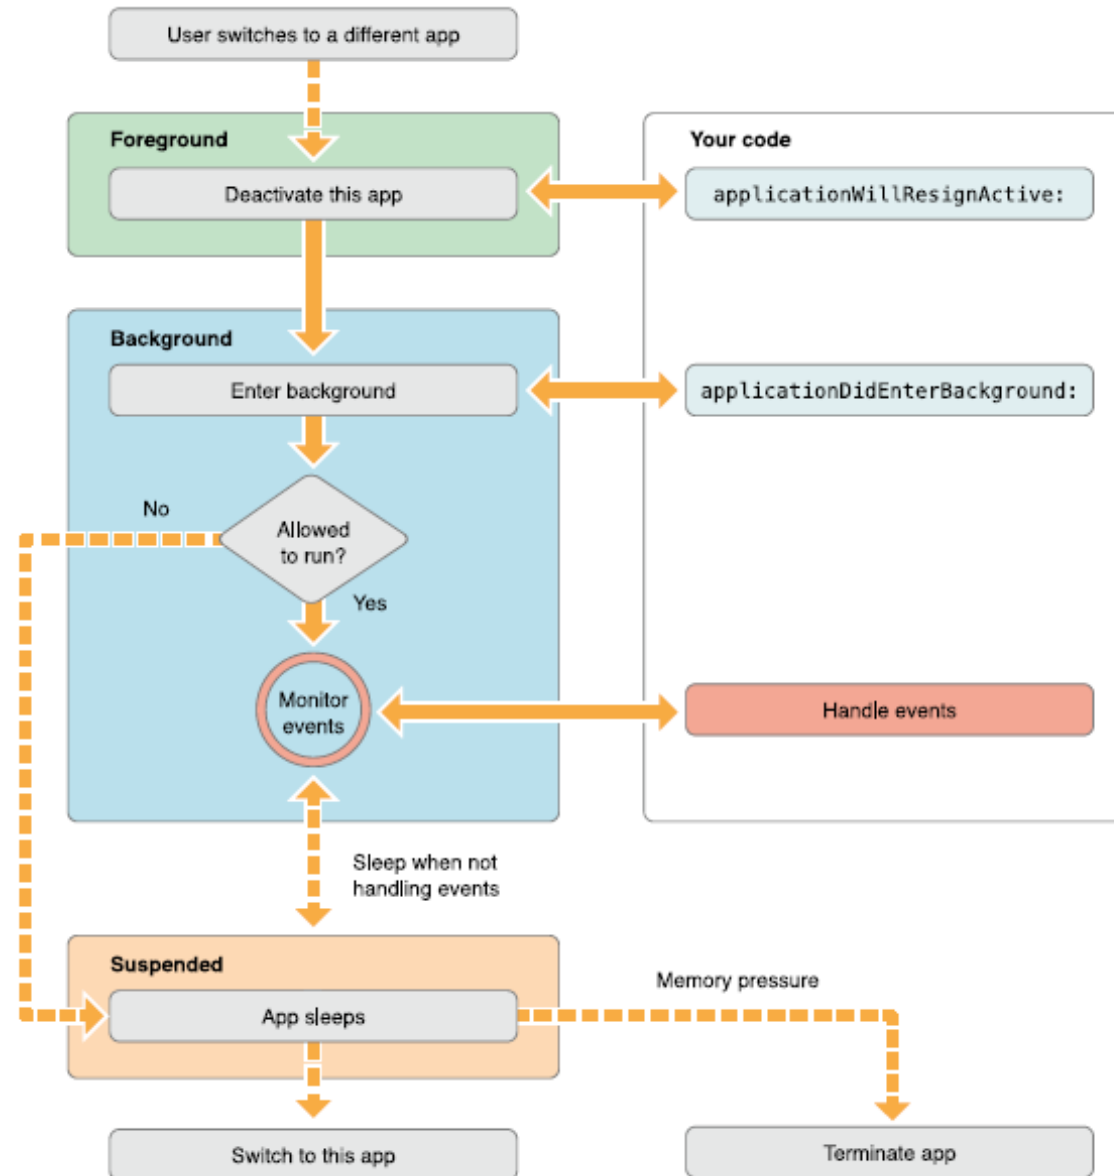 User switches to a different app
Foreground
Your code
Deactivate this app
applicationWillResignActive:
Background
Enter background
applicationDidEnterBackground:
No
Allowed
to run?
Yes
Monitor
events
Handle events
Sleep when not
handling events
Suspended
Memory pressure
App sleeps
Switch to this app
Terminate app